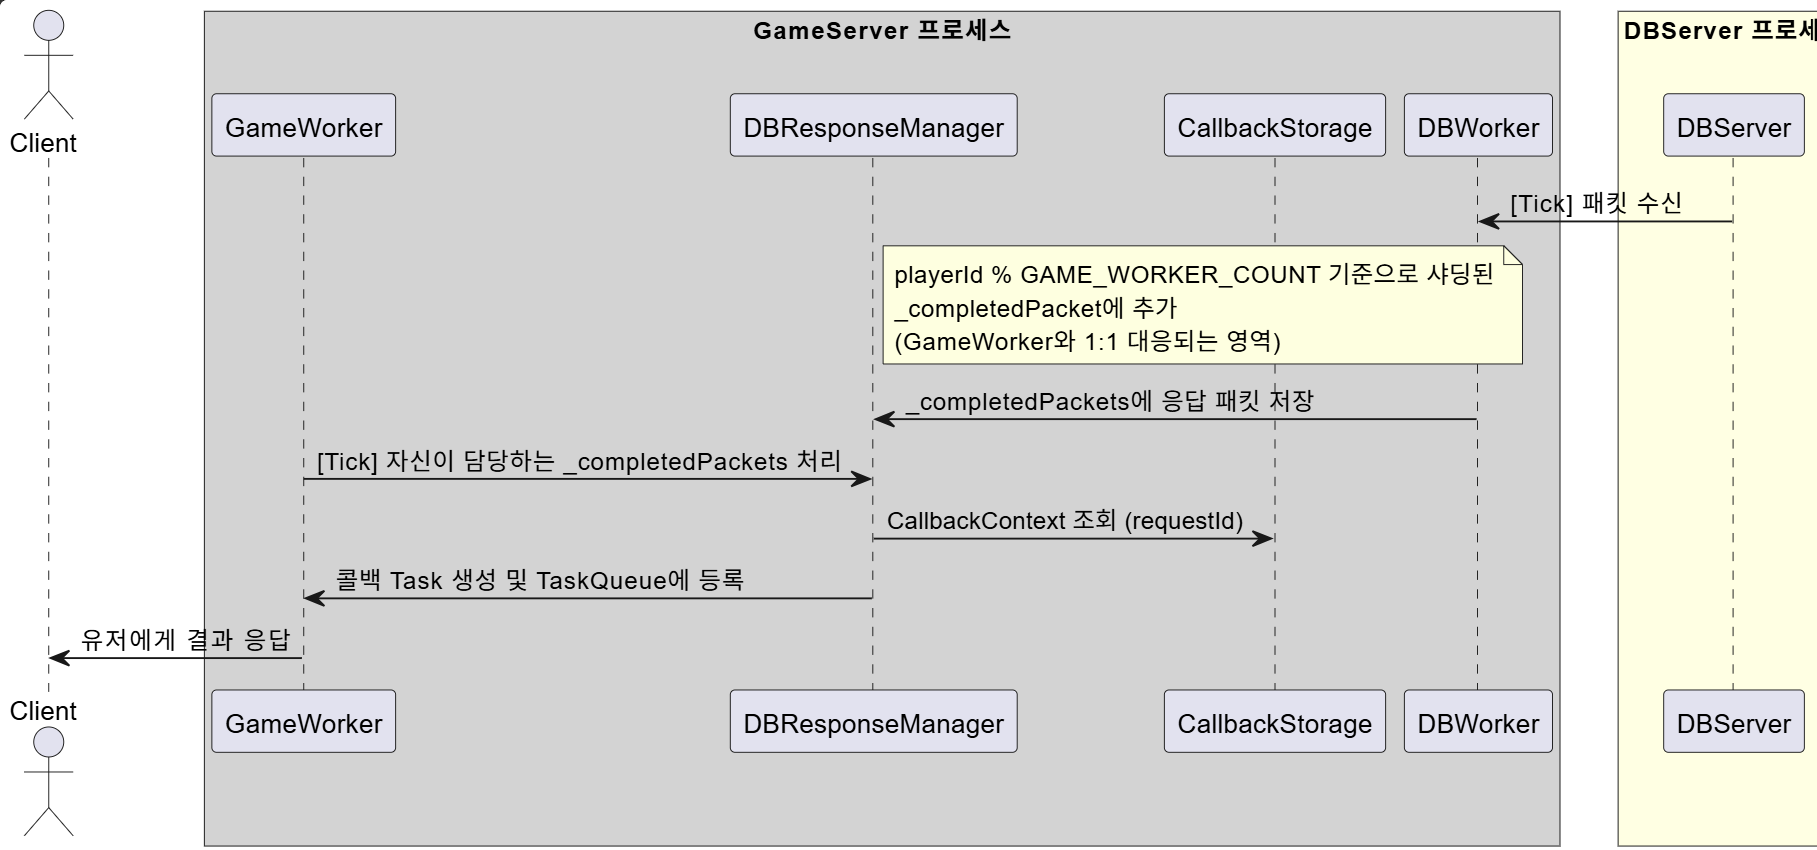 GameServer 프로세스
DBServer 프로세
Client
GameWorker
DBResponseManager
CallbackStorage
DBWorker
DBServer
[Tick] 패킷 수신
playerId % GAME_WORKER_COUNT 기준으로 샤딩된
_completedPacket에 추가
(GameWorker와 1:1 대응되는 영역)
_completedPackets에 응답 패킷 저장
[Tick] 자신이 담당하는 _completedPackets 처리
CallbackContext 조회 (requestId)
콜백 Task 생성 및 TaskQueue에 등록
유저에게 결과 응답
Client
GameWorker
DBResponseManager
CallbackStorage
DBWorker
DBServer